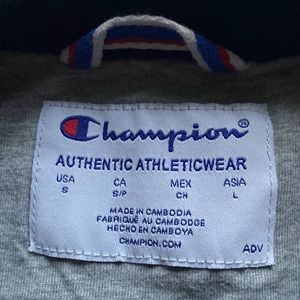 Champion®
AUTHENTIC ATHLETICWEAR
USA CA MEX ASIA
S S/P CH L
MADE IN CAMBODIA
FABRIQUÉ AU CAMBODGE
HECHO EN CAMBOYA
CHAMPION.COM ADV